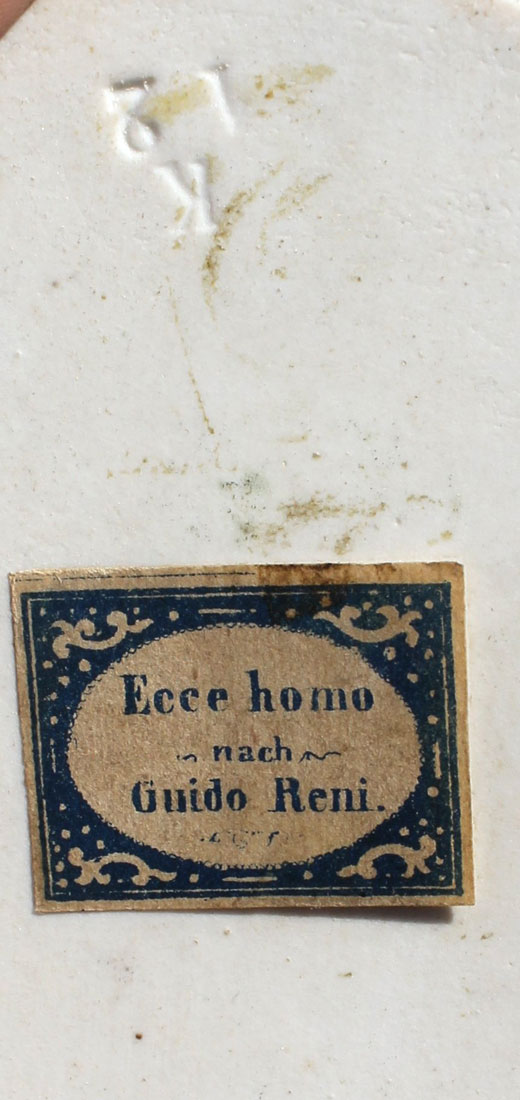 K
Ecce homo
nach
Guido Reni.